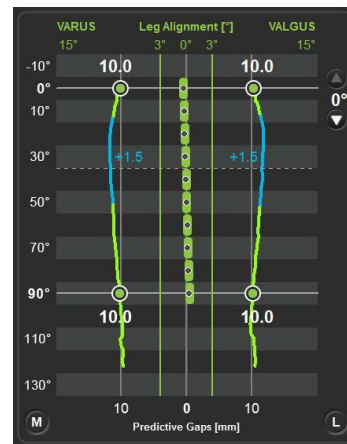 VARUS Leg Alignment [°] VALGUS
15° 3° 0° 3° 15°
-10° 10.0 10.0
0° 0°
10°
30° +1.5 +1.5
50°
70°
90°
10.0 10.0
110°
130°
10 0 10
M Predictive Gaps [mm] L